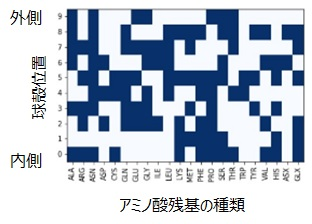 外側
球殻位置
内側
9
8
7
6
5
4
3
2
1
0
ALA
ARG
ASN
ASP
CYS
GLN
GLU
GLY
ILE
LEU
LYS
MET
PHE
PRO
SER
THR
TRP
TYR
VAL
HIS
ASX
GLX
アミノ酸残基の種類